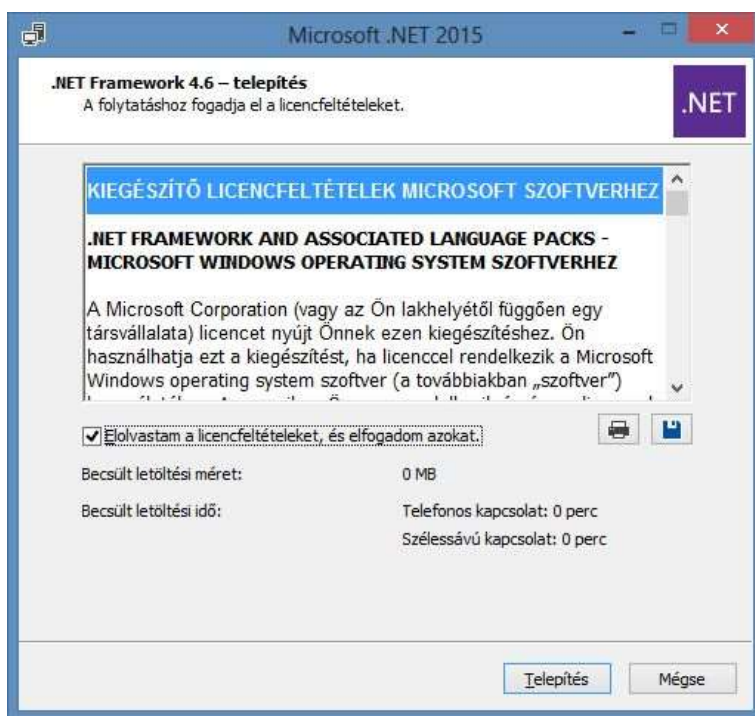 Microsoft .NET 2015
.NET Framework 4.6 – telepítés
A folytatáshoz fogadja el a licencfeltételeket.
.NET
KIEGÉSZÍTŐ LICENCFELTÉTELEK MICROSOFT SZOFTVERHEZ
.NET FRAMEWORK AND ASSOCIATED LANGUAGE PACKS -
MICROSOFT WINDOWS OPERATING SYSTEM SZOFTVERHEZ
A Microsoft Corporation (vagy az Ön lakhelyétől függően egy
társvállalata) licencet nyújt Önnek ezen kiegészítéshez. Ön
használhatja ezt a kiegészítést, ha licenccel rendelkezik a Microsoft
Windows operating system szoftver (a továbbiakban „szoftver”)
Elolvastam a licencfeltételeket, és elfogadom azokat.
Becsült letöltési méret: 0 MB
Becsült letöltési idő: Telefonos kapcsolat: 0 perc
Szélessávú kapcsolat: 0 perc
Telepítés Mégse